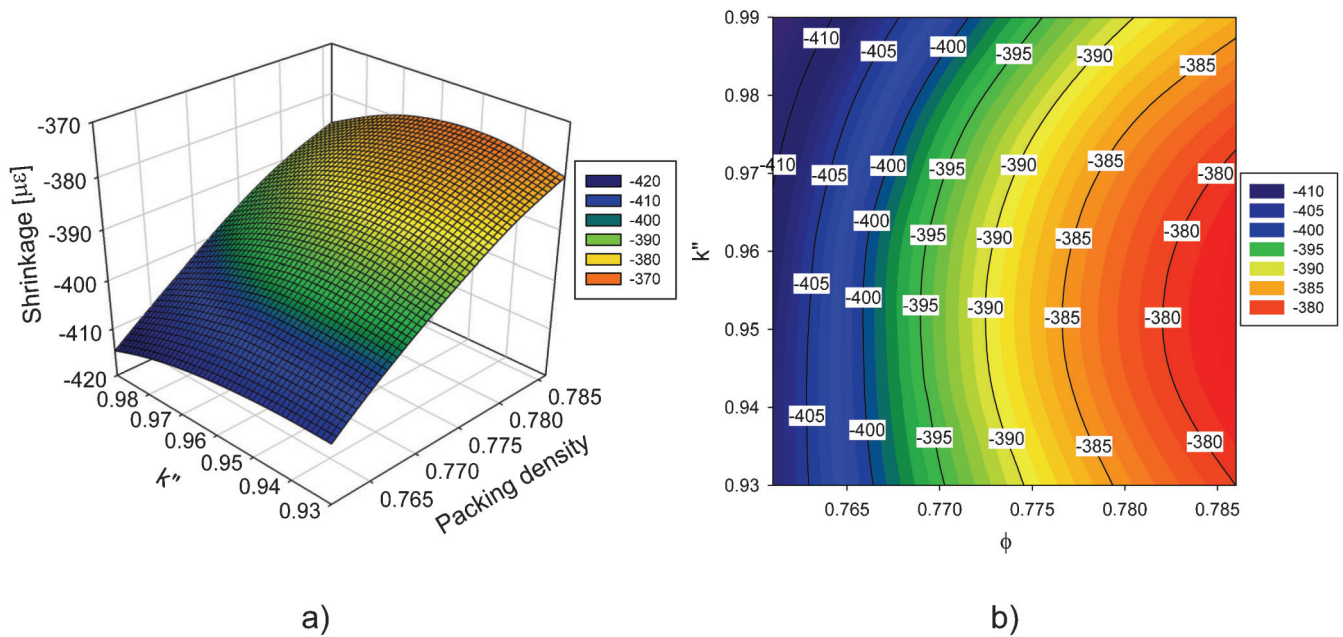 -370
-380
-390
-400
-410
-420
Shrinkage [µε]
0.98
0.97
0.96
0.95
0.94
0.93
k"
0.765
0.770
0.775
0.780
0.785
Packing density
-420
-410
-400
-390
-380
-370
a)
0.99
0.98
0.97
0.96
0.95
0.94
0.93
k"
-410 -405 -400 -395 -390 -385
-410 -405 -400 -395 -390 -385 -380
-400 -395 -390 -385 -380
-405 -400 -395 -390 -385 -380
-405 -400 -395 -390 -385 -380
0.765 0.770 0.775 0.780 0.785
ϕ
-410
-405
-400
-395
-390
-385
-380
b)